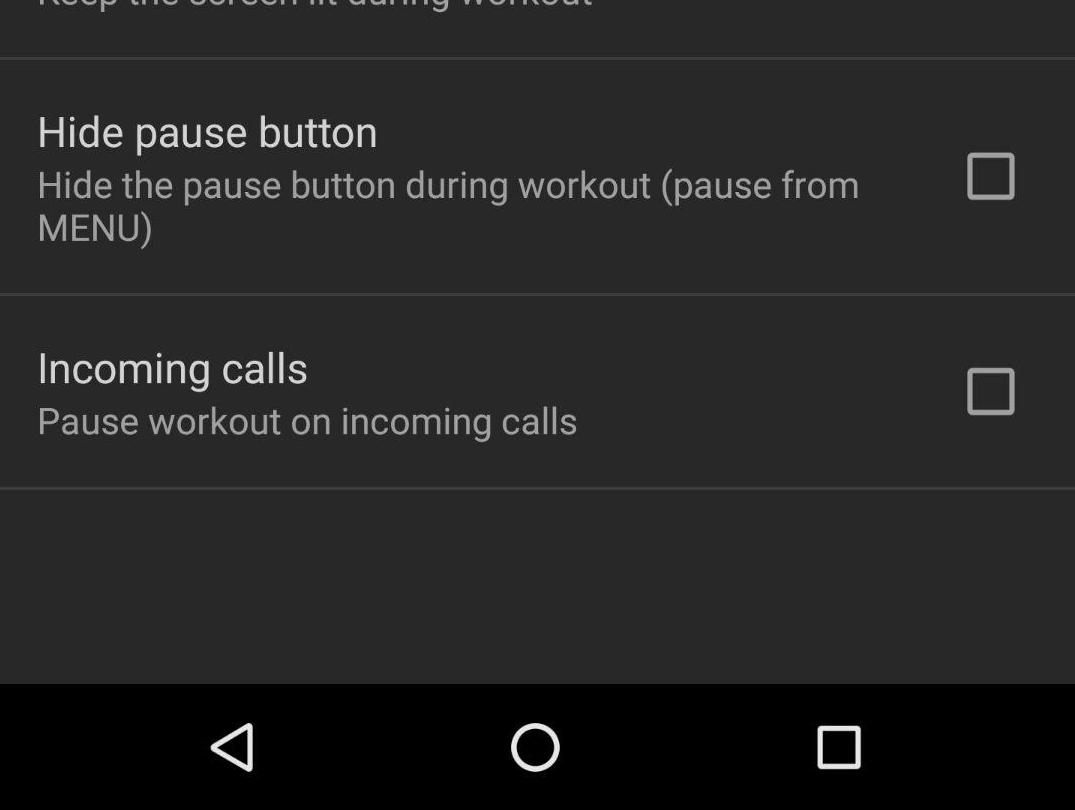 Keep the screen lit during workout
Hide pause button
Hide the pause button during workout (pause from
MENU)
Incoming calls
Pause workout on incoming calls